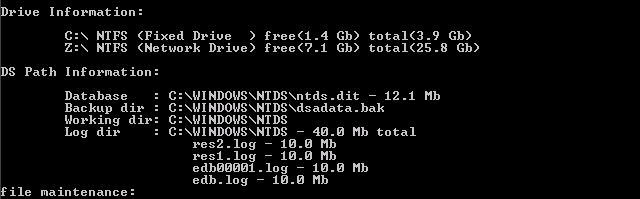 Drive Information:
C:\ NTFS (Fixed Drive  ) free(1.4 Gb) total(3.9 Gb)
Z:\ NTFS (Network Drive) free(7.1 Gb) total(25.8 Gb)
DS Path Information:
Database   : C:\WINDOWS\NTDS\ntds.dit - 12.1 Mb
Backup dir : C:\WINDOWS\NTDS\dsadata.bak
Working dir: C:\WINDOWS\NTDS
Log dir    : C:\WINDOWS\NTDS - 40.0 Mb total
res2.log - 10.0 Mb
res1.log - 10.0 Mb
edb00001.log - 10.0 Mb
edb.log - 10.0 Mb
file maintenance: